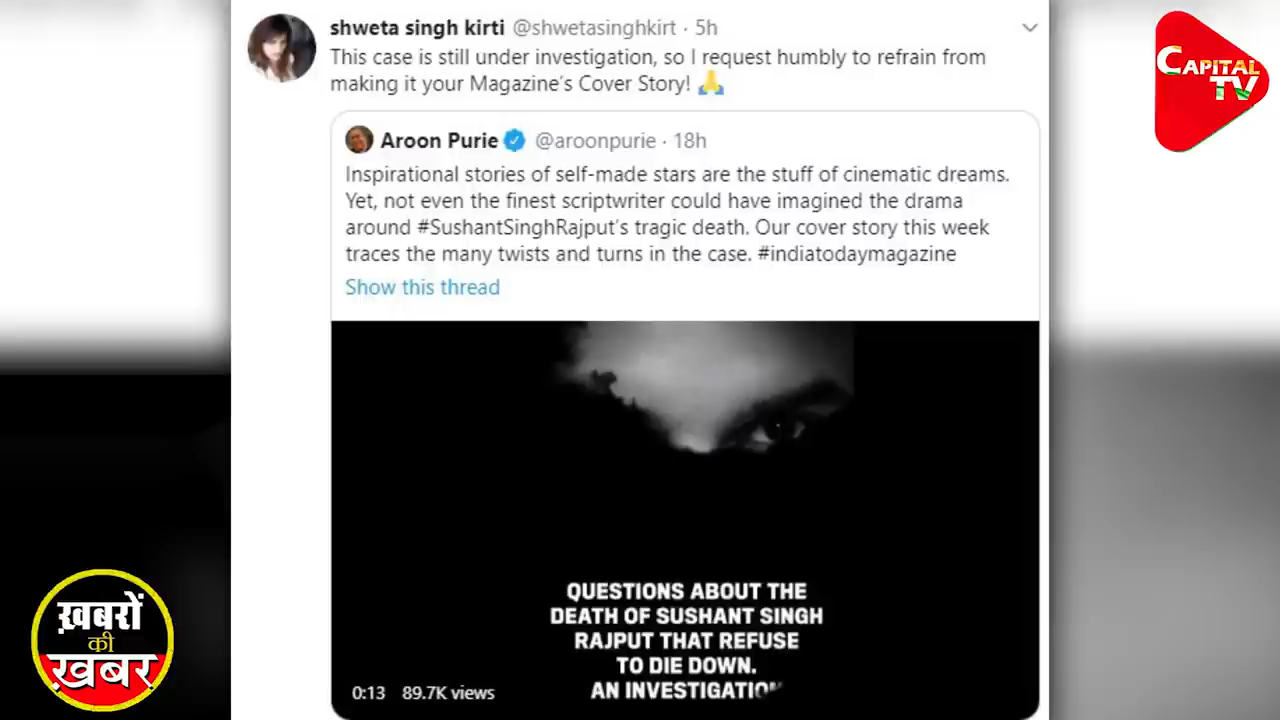 shweta singh kirti @shwetasinghkirt · 5h
This case is still under investigation, so I request humbly to refrain from
making it your Magazine's Cover Story! 🙏
CAPITAL
TV
Aroon Purie @aroonpurie · 18h
Inspirational stories of self-made stars are the stuff of cinematic dreams.
Yet, not even the finest scriptwriter could have imagined the drama
around #SushantSinghRajput's tragic death. Our cover story this week
traces the many twists and turns in the case. #indiatodaymagazine
Show this thread
QUESTIONS ABOUT THE
DEATH OF SUSHANT SINGH
RAJPUT THAT REFUSE
TO DIE DOWN.
AN INVESTIGATION
0:13 89.7K views
ख़बरों
की
ख़बर